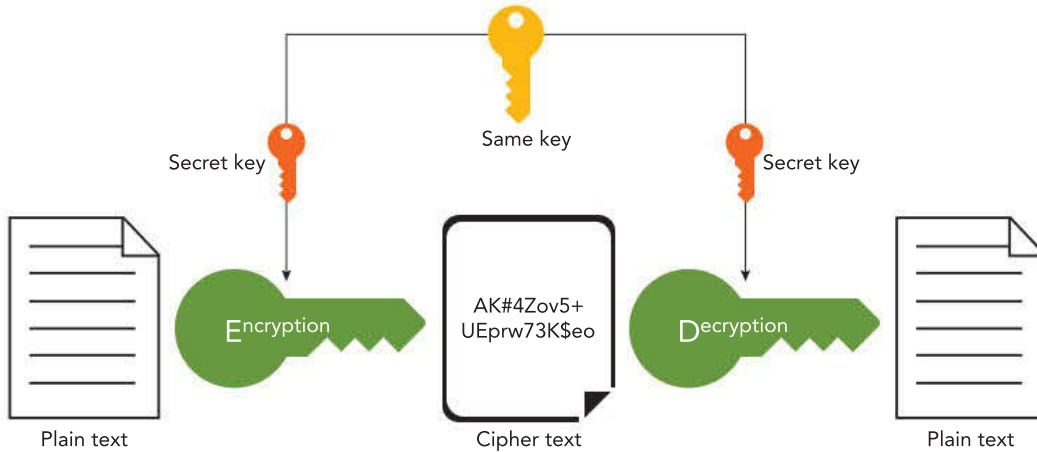 Same key
Secret key
Secret key
Encryption
AK#4Zov5+
UEprw73K$eo
Decryption
Plain text
Cipher text
Plain text